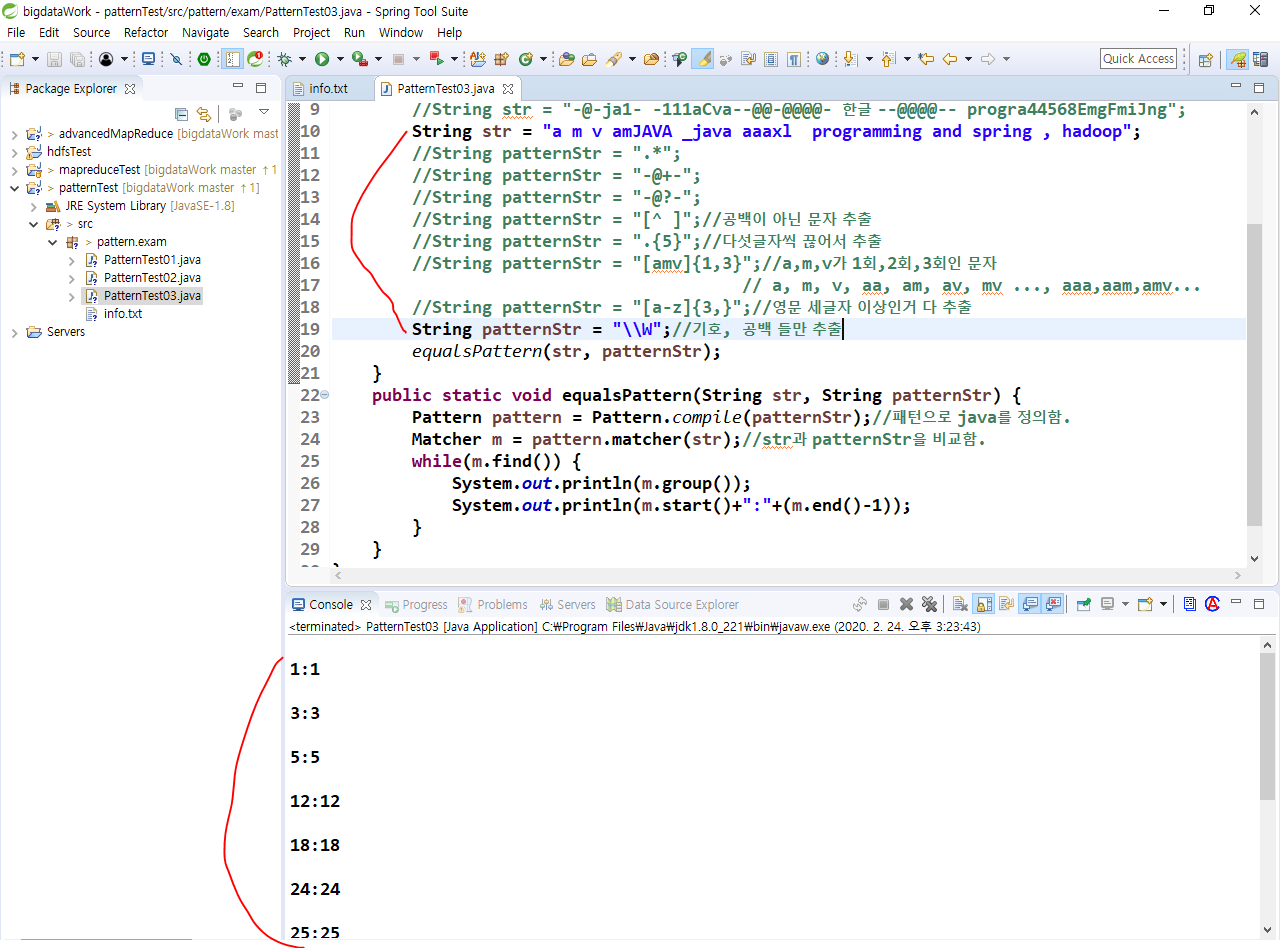 bigdataWork - patternTest/src/pattern/exam/PatternTest03.java - Spring Tool Suite
File Edit Source Refactor Navigate Search Project Run Window Help
Quick Access
Package Explorer
> advancedMapReduce [bigdataWork mast
hdfsTest
> mapreduceTest [bigdataWork master ↑1
> patternTest [bigdataWork master ↑1]
JRE System Library [JavaSE-1.8]
> src
> pattern.exam
PatternTest01.java
PatternTest02.java
PatternTest03.java
info.txt
Servers
info.txt PatternTest03.java
9 //String str = "-@-ja1- -111aCva--@@-@@@@- 한글 --@@@@-- progra44568EmgFmiJng";
10 String str = "a m v amJAVA _java aaaxl  programming and spring , hadoop";
11 //String patternStr = ".*";
12 //String patternStr = "-@+-";
13 //String patternStr = "-@?-";
14 //String patternStr = "[^ ]";//공백이 아닌 문자 추출
15 //String patternStr = ".{5}";//다섯글자씩 끊어서 추출
16 //String patternStr = "[amv]{1,3}";//a,m,v가 1회,2회,3회인 문자
17 // a, m, v, aa, am, av, mv ..., aaa,aam,amv...
18 //String patternStr = "[a-z]{3,}";//영문 세글자 이상인거 다 추출
19 String patternStr = "\\W";//기호, 공백 들만 추출
20 equalsPattern(str, patternStr);
21 }
22 public static void equalsPattern(String str, String patternStr) {
23 Pattern pattern = Pattern.compile(patternStr);//패턴으로 java를 정의함.
24 Matcher m = pattern.matcher(str);//str과 patternStr을 비교함.
25 while(m.find()) {
26 System.out.println(m.group());
27 System.out.println(m.start()+":"+(m.end()-1));
28 }
29 }
Console Progress Problems Servers Data Source Explorer
<terminated> PatternTest03 [Java Application] C:₩Program Files₩Java₩jdk1.8.0_221₩bin₩javaw.exe (2020. 2. 24. 오후 3:23:43)
1:1
3:3
5:5
12:12
18:18
24:24
25:25